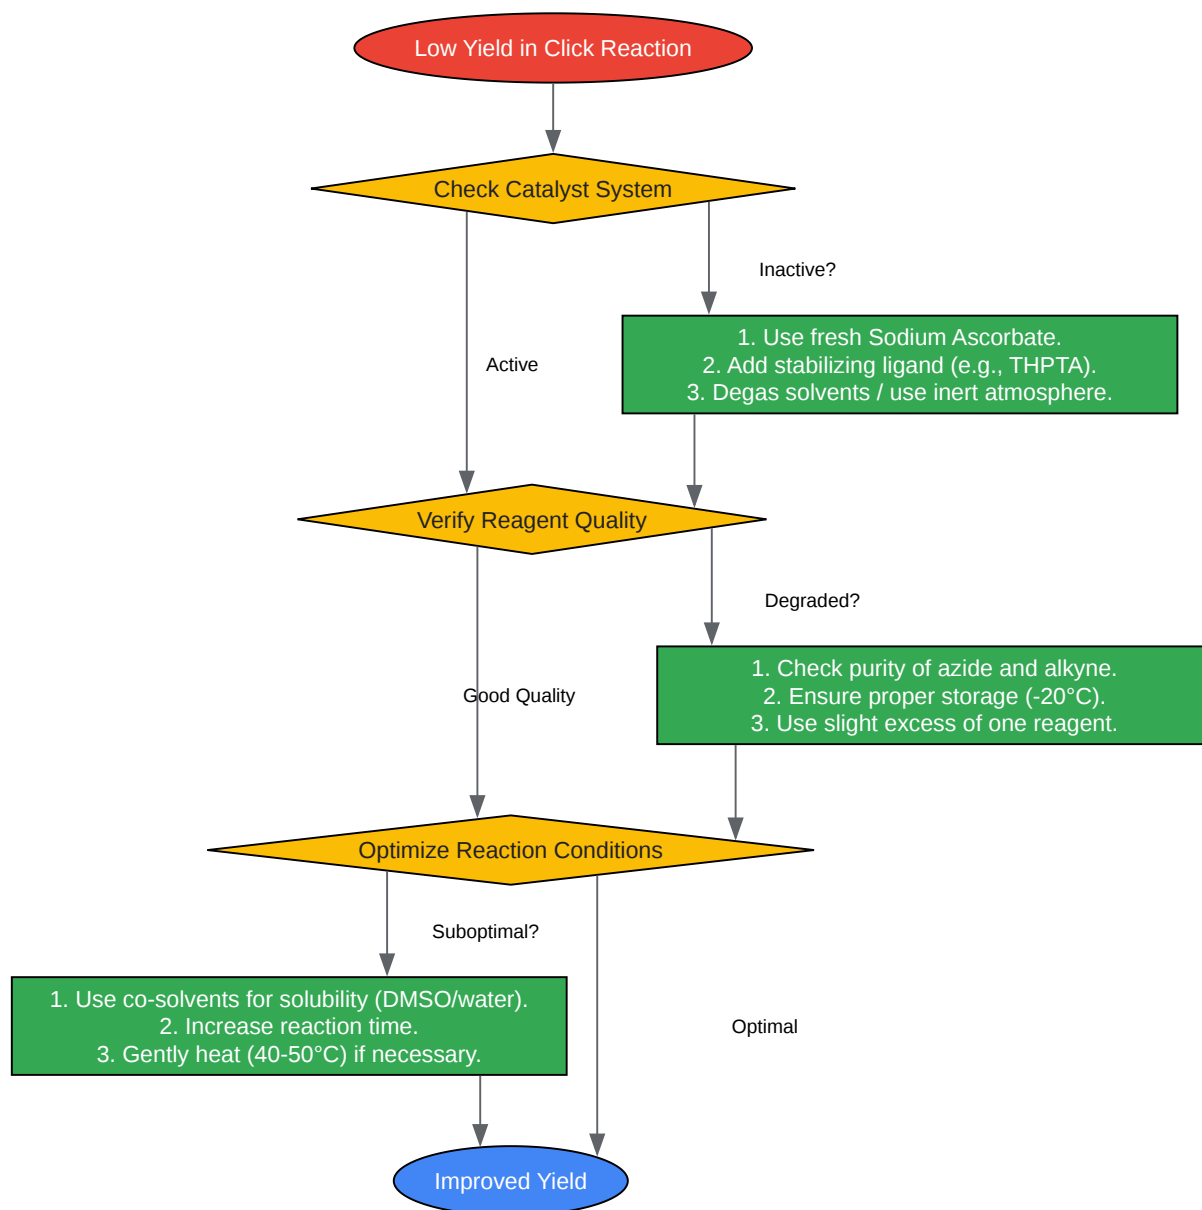 Low Yield in Click Reaction
Check Catalyst System
Inactive?
1. Use fresh Sodium Ascorbate.
2. Add stabilizing ligand (e.g., THPTA).
3. Degas solvents / use inert atmosphere.
Active
Verify Reagent Quality
Degraded?
1. Check purity of azide and alkyne.
2. Ensure proper storage (-20°C).
3. Use slight excess of one reagent.
Good Quality
Optimize Reaction Conditions
Suboptimal?
1. Use co-solvents for solubility (DMSO/water).
2. Increase reaction time.
3. Gently heat (40-50°C) if necessary.
Optimal
Improved Yield